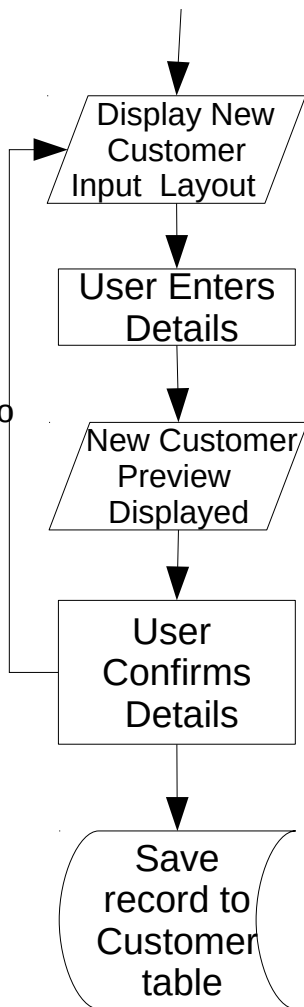 Display New
Customer
Input Layout
User Enters
Details
o
New Customer
Preview
Displayed
User
Confirms
Details
Save
record to
Customer
table